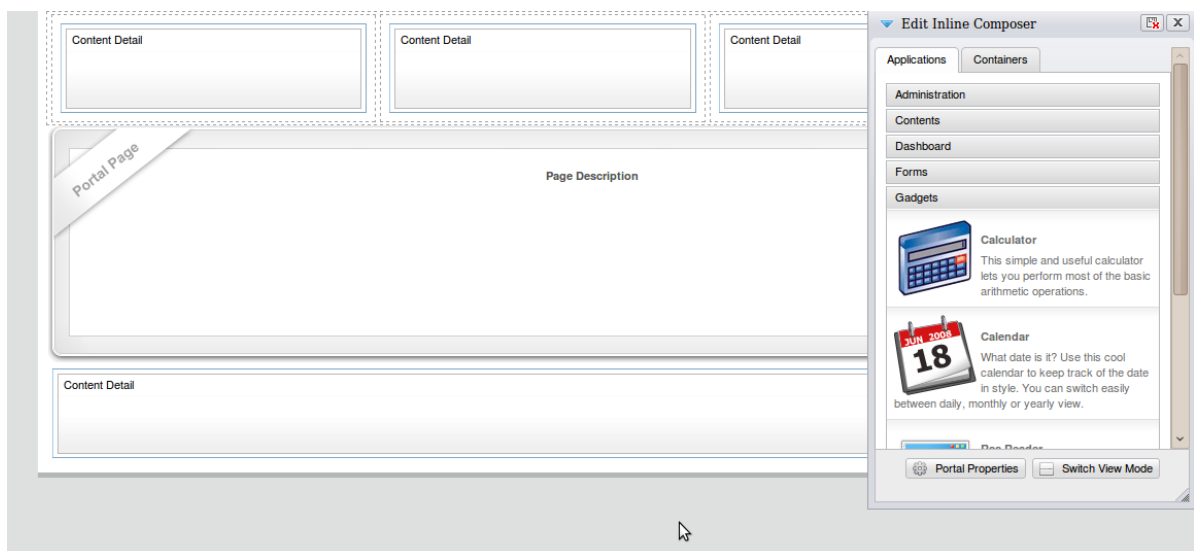 Content Detail
Content Detail
Content Detail
Portal Page
Page Description
Content Detail
Edit Inline Composer
Applications
Containers
Administration
Contents
Dashboard
Forms
Gadgets
Calculator
This simple and useful calculator
lets you perform most of the basic
arithmetic operations.
JUN 2008
18
Calendar
What date is it? Use this cool
calendar to keep track of the date
in style. You can switch easily
between daily, monthly or yearly view.
Portal Properties
Switch View Mode